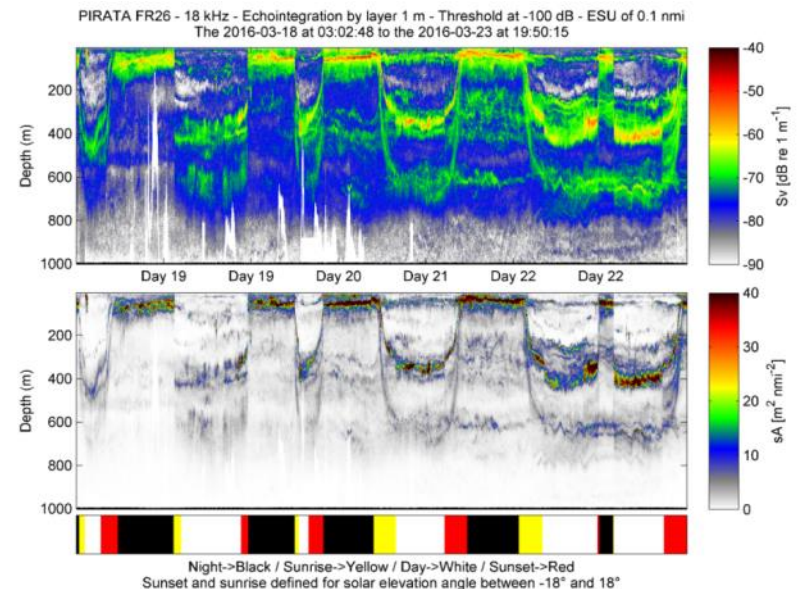 PIRATA FR26 - 18 kHz - Echointegration by layer 1 m - Threshold at -100 dB - ESU of 0.1 nmi
The 2016-03-18 at 03:02:48 to the 2016-03-23 at 19:50:15
Depth (m)
200
400
600
800
1000
Day 19
Day 19
Day 20
Day 21
Day 22
Day 22
-40
-50
-60
-70
-80
-90
Sv [dB re 1 m⁻¹]
Depth (m)
200
400
600
800
1000
40
30
20
10
0
sA [m² nmi⁻²]
Night->Black / Sunrise->Yellow / Day->White / Sunset->Red
Sunset and sunrise defined for solar elevation angle between -18° and 18°